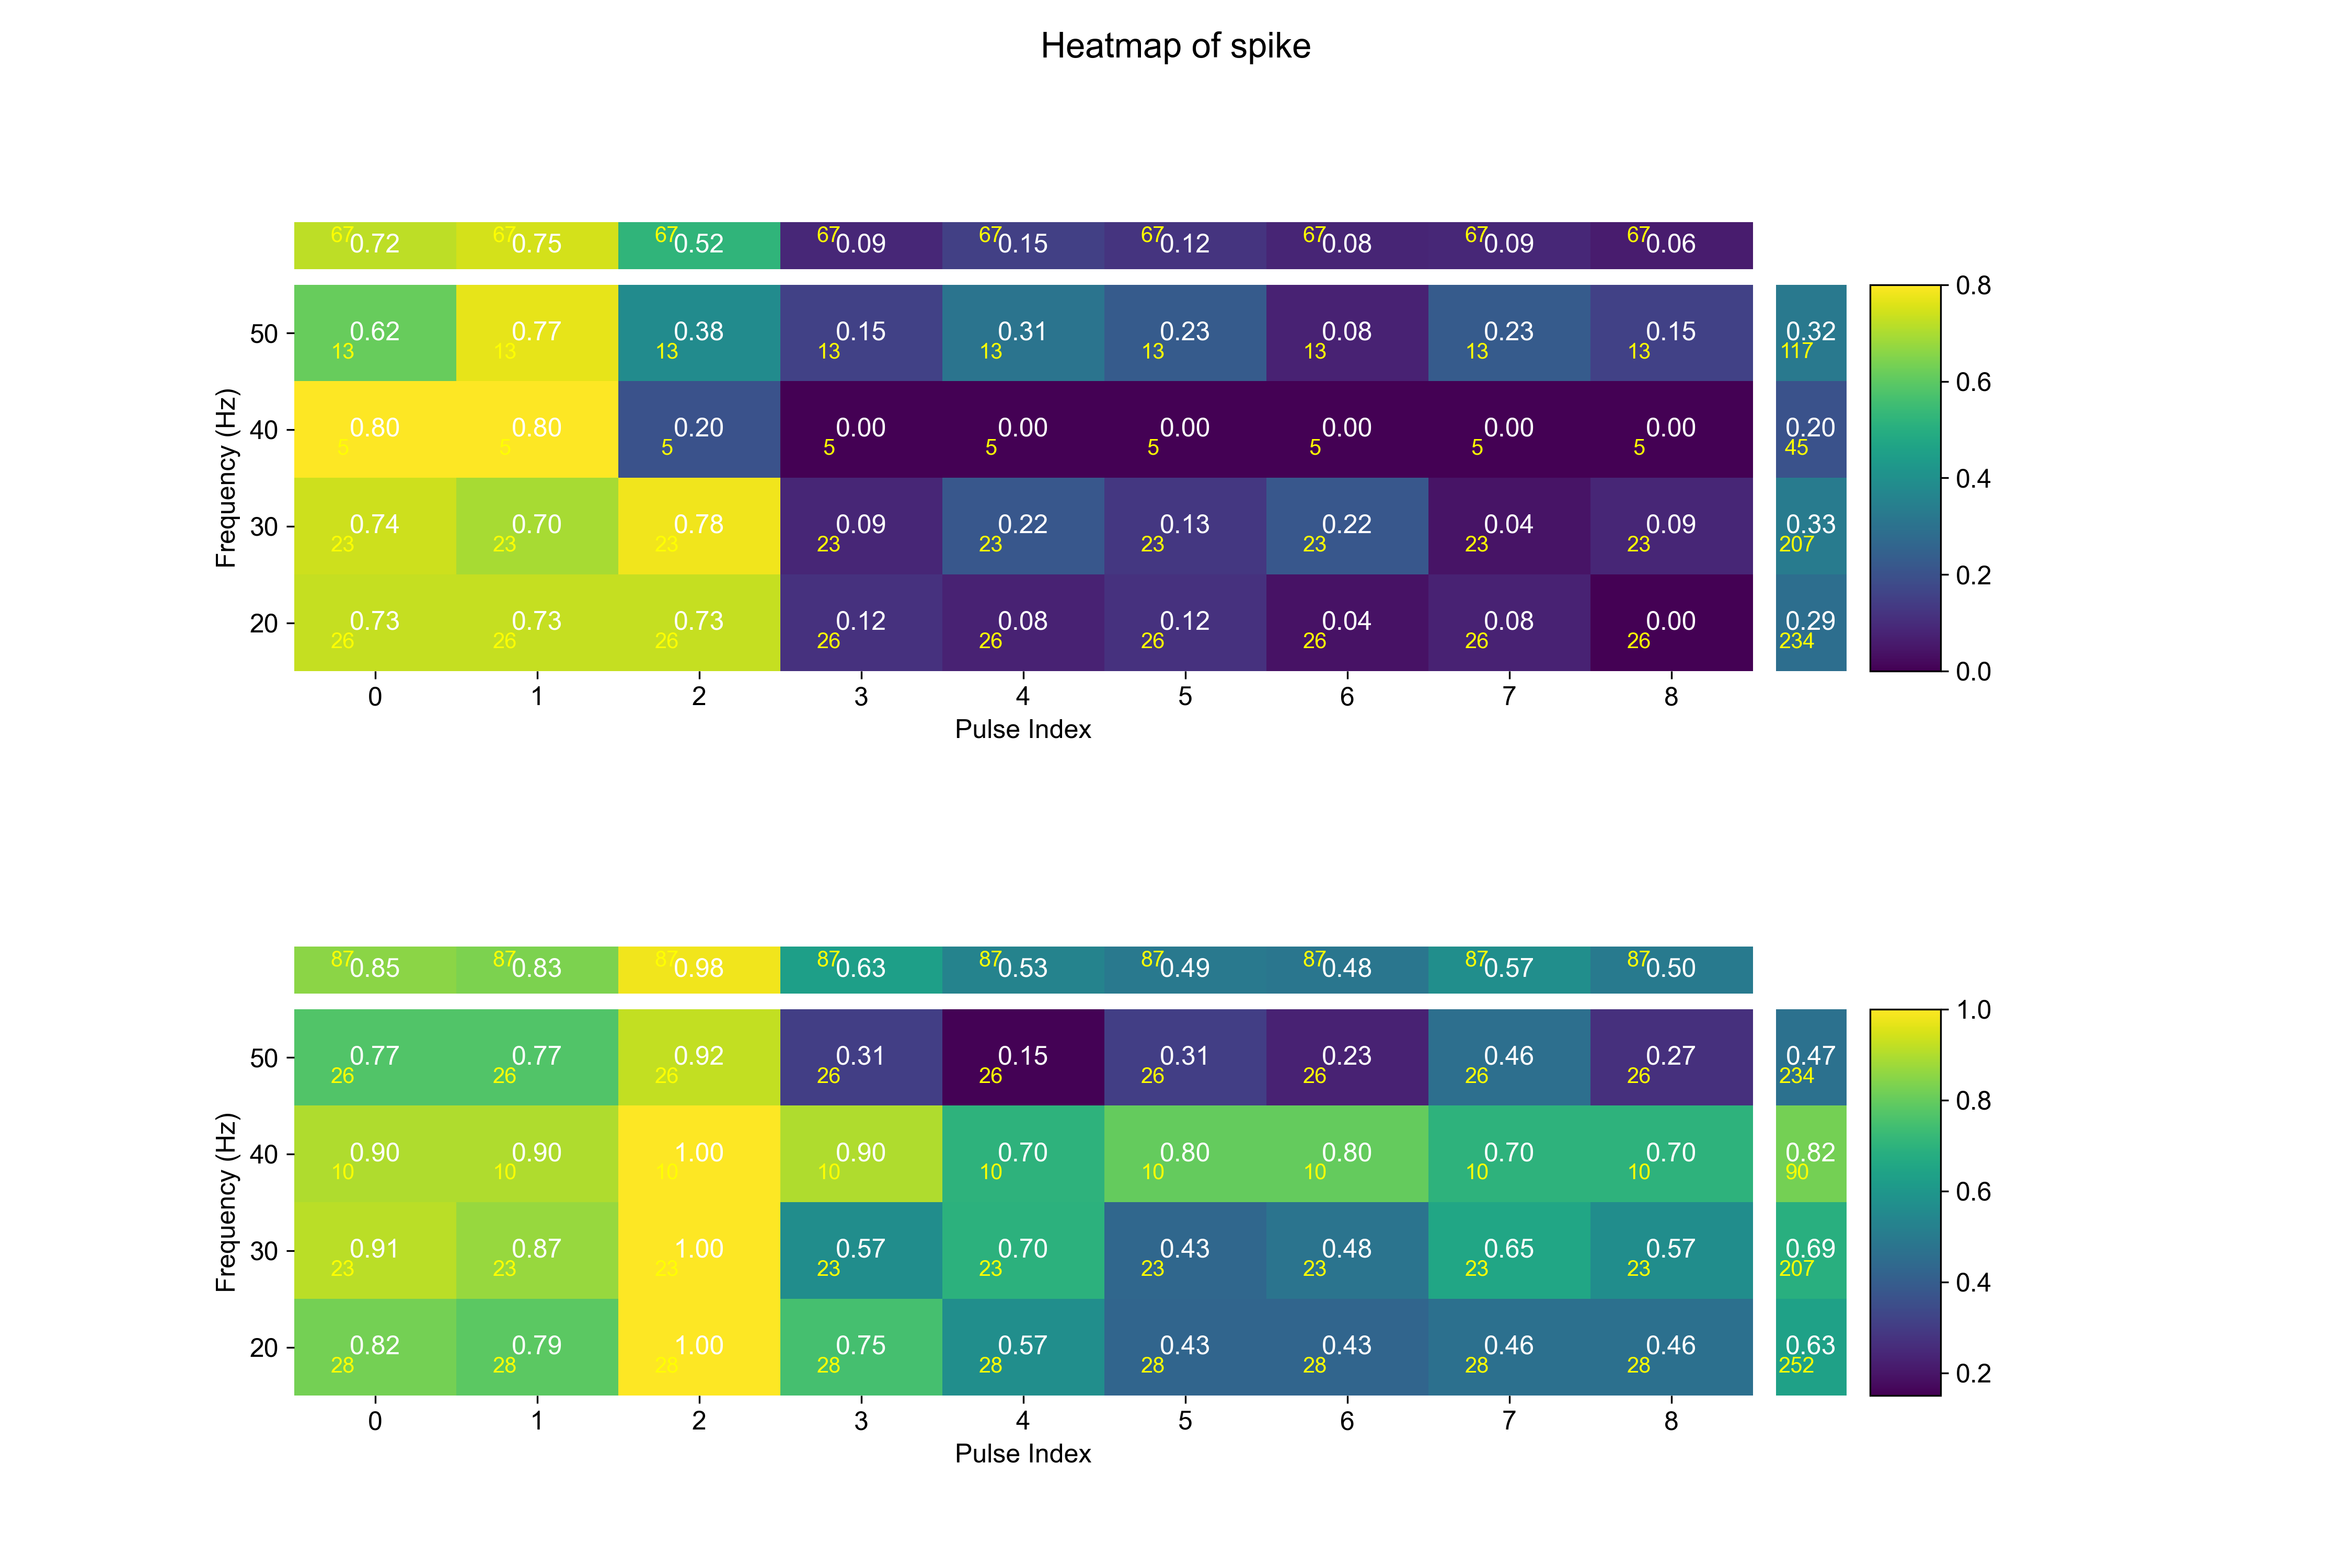 Heatmap of spike
67 0.72 67 0.75 67 0.52 67 0.09 67 0.15 67 0.12 67 0.08 67 0.09 67 0.06
50 0.62 0.77 0.38 0.15 0.31 0.23 0.08 0.23 0.15 0.32 0.8
13 13 13 13 13 13 13 13 13 117
0.6
40 0.80 0.80 0.20 0.00 0.00 0.00 0.00 0.00 0.00 0.20
5 5 5 5 5 5 5 5 5 45
0.4
30 0.74 0.70 0.78 0.09 0.22 0.13 0.22 0.04 0.09 0.33
23 23 23 23 23 23 23 23 23 207
0.2
20 0.73 0.73 0.73 0.12 0.08 0.12 0.04 0.08 0.00 0.29
26 26 26 26 26 26 26 26 26 234
0.0
Frequency (Hz)
0 1 2 3 4 5 6 7 8
Pulse Index
87 0.85 87 0.83 87 0.98 87 0.63 87 0.53 87 0.49 87 0.48 87 0.57 87 0.50
1.0
50 0.77 0.77 0.92 0.31 0.15 0.31 0.23 0.46 0.27 0.47
26 26 26 26 26 26 26 26 26 234
0.8
40 0.90 0.90 1.00 0.90 0.70 0.80 0.80 0.70 0.70 0.82
10 10 10 10 10 10 10 10 10 90
0.6
30 0.91 0.87 1.00 0.57 0.70 0.43 0.48 0.65 0.57 0.69
23 23 23 23 23 23 23 23 23 207
0.4
20 0.82 0.79 1.00 0.75 0.57 0.43 0.43 0.46 0.46 0.63
28 28 28 28 28 28 28 28 28 252
0.2
Frequency (Hz)
0 1 2 3 4 5 6 7 8
Pulse Index